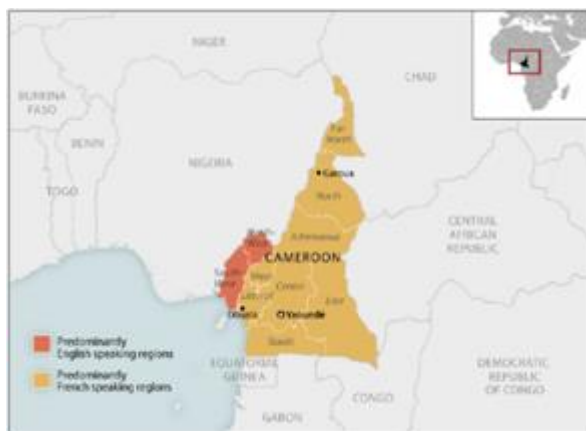 NIGER
CHAD
BURKINA
FASO
BENIN
TOGO
NIGERIA
Far
North
Garoua
North
Adamawa
CENTRAL
AFRICAN
REPUBLIC
North-
West
CAMEROON
South-
West
West
Centre
Littoral
East
Douala
Yaounde
South
Predominantly
English speaking regions
Predominantly
French speaking regions
EQUATORIAL
GUINEA
GABON
CONGO
DEMOCRATIC
REPUBLIC
OF CONGO